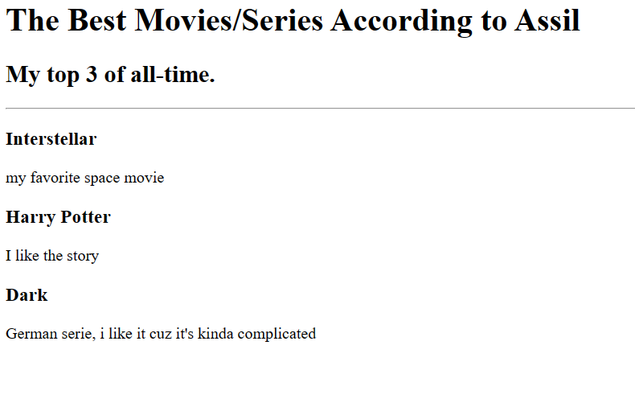 The Best Movies/Series According to Assil
My top 3 of all-time.
Interstellar
my favorite space movie
Harry Potter
I like the story
Dark
German serie, i like it cuz it's kinda complicated